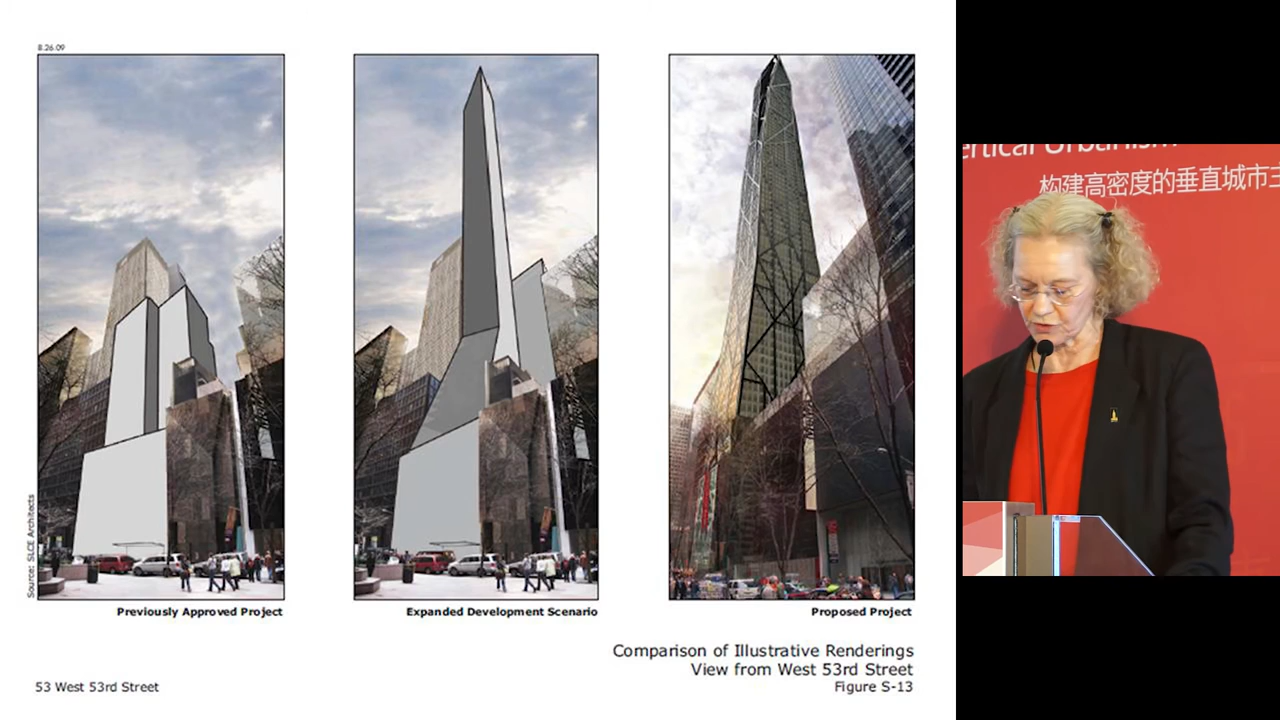 8.26.09
Source: SLCE Architects
Previously Approved Project
Expanded Development Scenario
Proposed Project
Comparison of Illustrative Renderings
View from West 53rd Street
Figure S-13
53 West 53rd Street
ertical Urbanism
构建高密度的垂直城市主